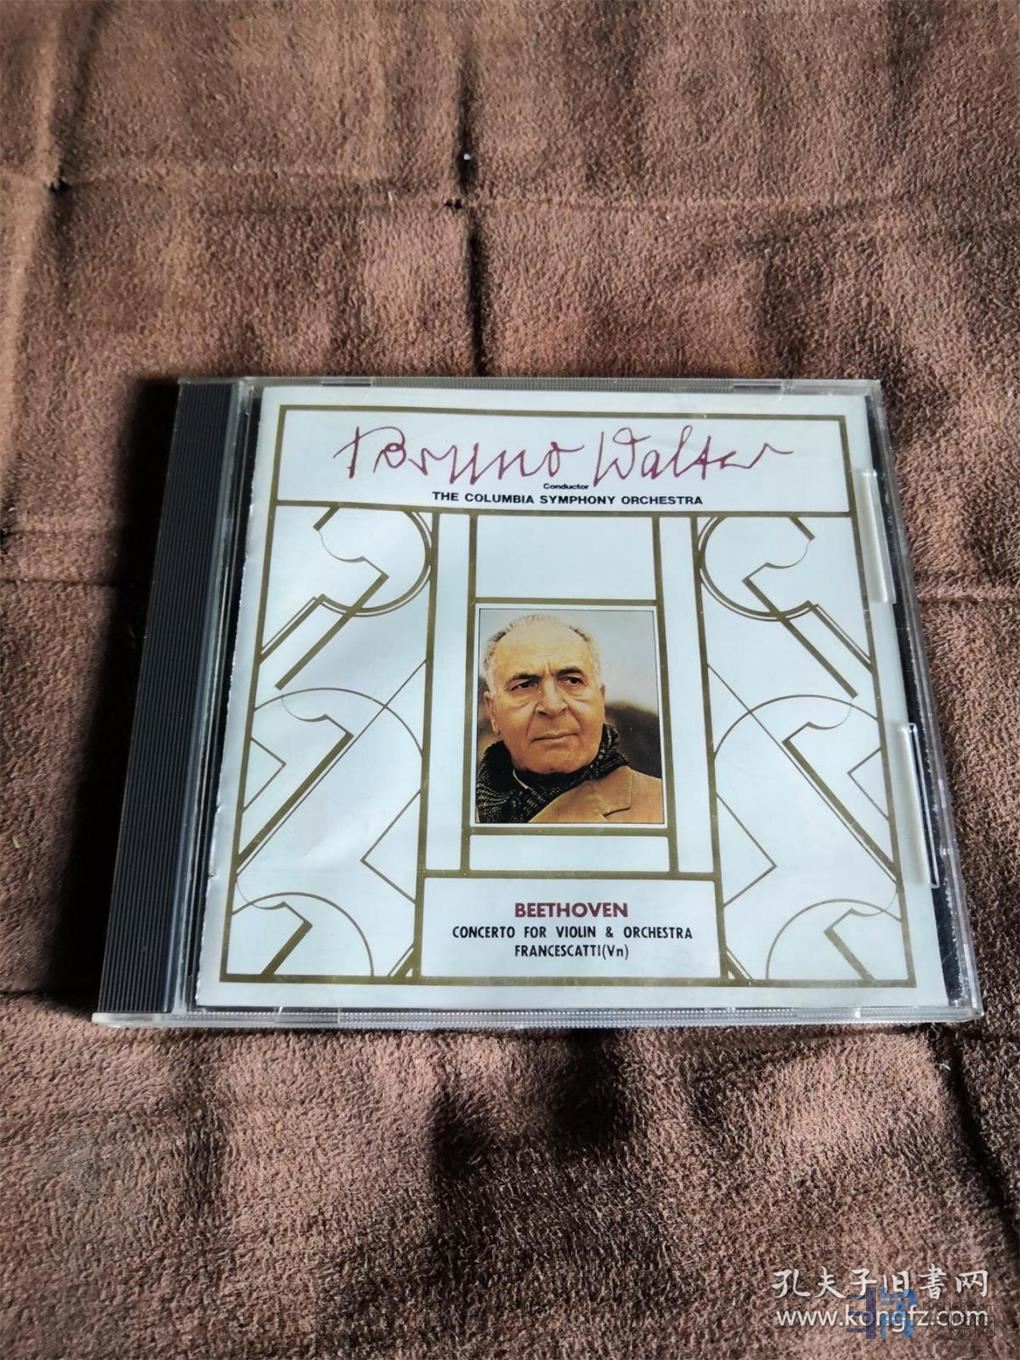 Bruno Walter
Conductor
THE COLUMBIA SYMPHONY ORCHESTRA
BEETHOVEN
CONCERTO FOR VIOLIN & ORCHESTRA
FRANCESCATTI(Vn)
孔夫子旧書网
www.kongfz.com